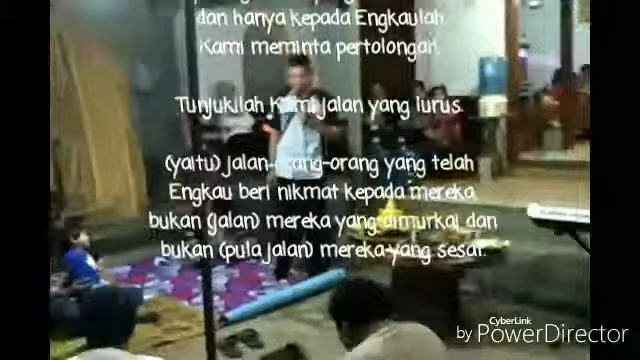 dan hanya kepada Engkaulah
Kami meminta pertolongan.
Tunjukilah Kami jalan yang lurus.
(yaitu) jalan orang-orang yang telah
Engkau beri nikmat kepada mereka
bukan (jalan) mereka yang dimurkai dan
bukan (pula jalan) mereka yang sesat.
CyberLink
by PowerDirector